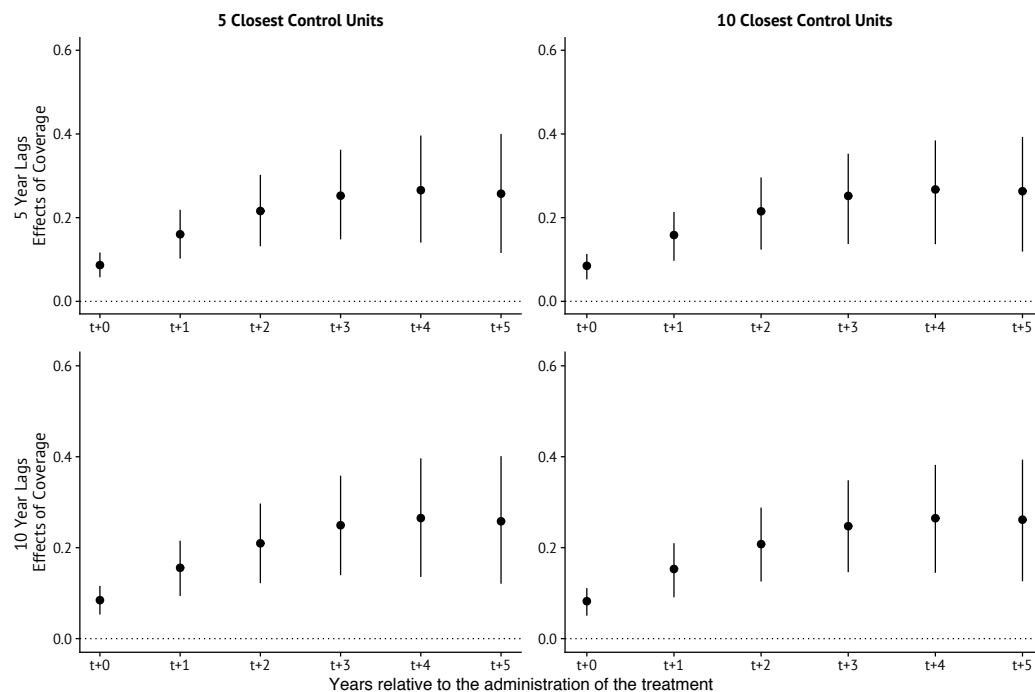 5 Closest Control Units
10 Closest Control Units
5 Year Lags
Effects of Coverage
0.6
0.4
0.2
0.0
t+0 t+1 t+2 t+3 t+4 t+5
0.6
0.4
0.2
0.0
t+0 t+1 t+2 t+3 t+4 t+5
10 Year Lags
Effects of Coverage
0.6
0.4
0.2
0.0
t+0 t+1 t+2 t+3 t+4 t+5
0.6
0.4
0.2
0.0
t+0 t+1 t+2 t+3 t+4 t+5
Years relative to the administration of the treatment